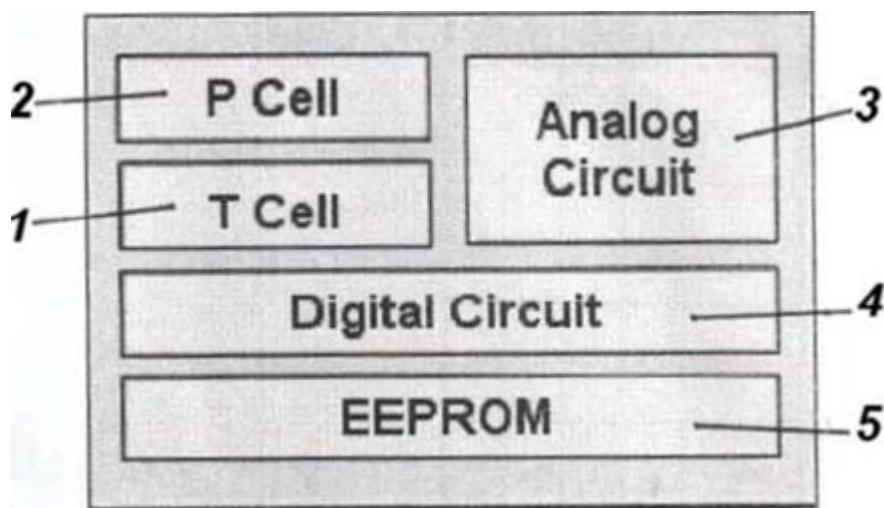 2
P Cell
Analog
Circuit
3
1
T Cell
Digital Circuit
4
EEPROM
5